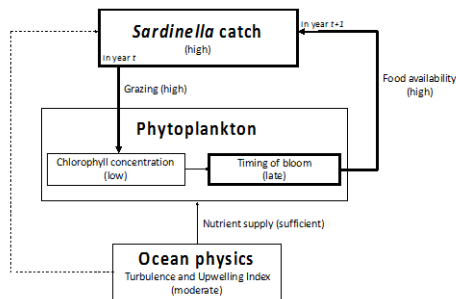 Sardinella catch
(high)
in year t+1
in year t
Grazing (high)
Food availability
(high)
Phytoplankton
Chlorophyll concentration
(low)
Timing of bloom
(late)
Nutrient supply (sufficient)
Ocean physics
Turbulence and Upwelling Index
(moderate)